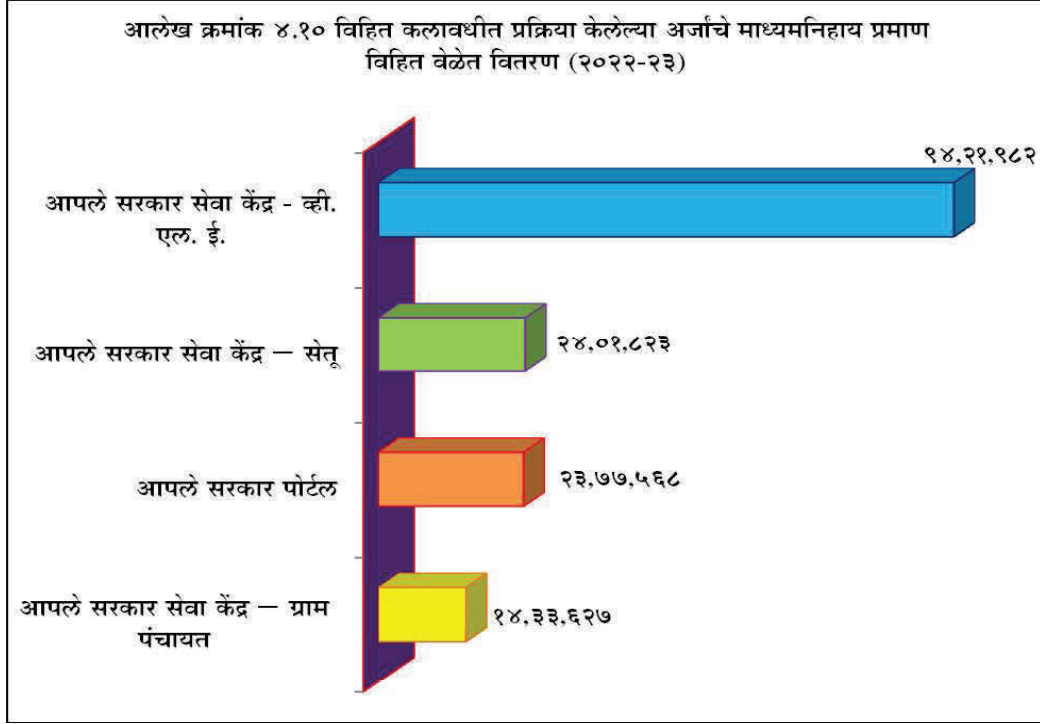 आलेख क्रमांक ४.१० विहित कलावधीत प्रक्रिया केलेल्या अर्जांचे माध्यमनिहाय प्रमाण
विहित वेळेत वितरण (२०२२-२३)
९४,२१,९८२
आपले सरकार सेवा केंद्र - व्ही.
एल. ई.
आपले सरकार सेवा केंद्र – सेतू
२४,०१,८२३
आपले सरकार पोर्टल
२३,७७,५६८
आपले सरकार सेवा केंद्र – ग्राम
पंचायत
१४,३३,६२७